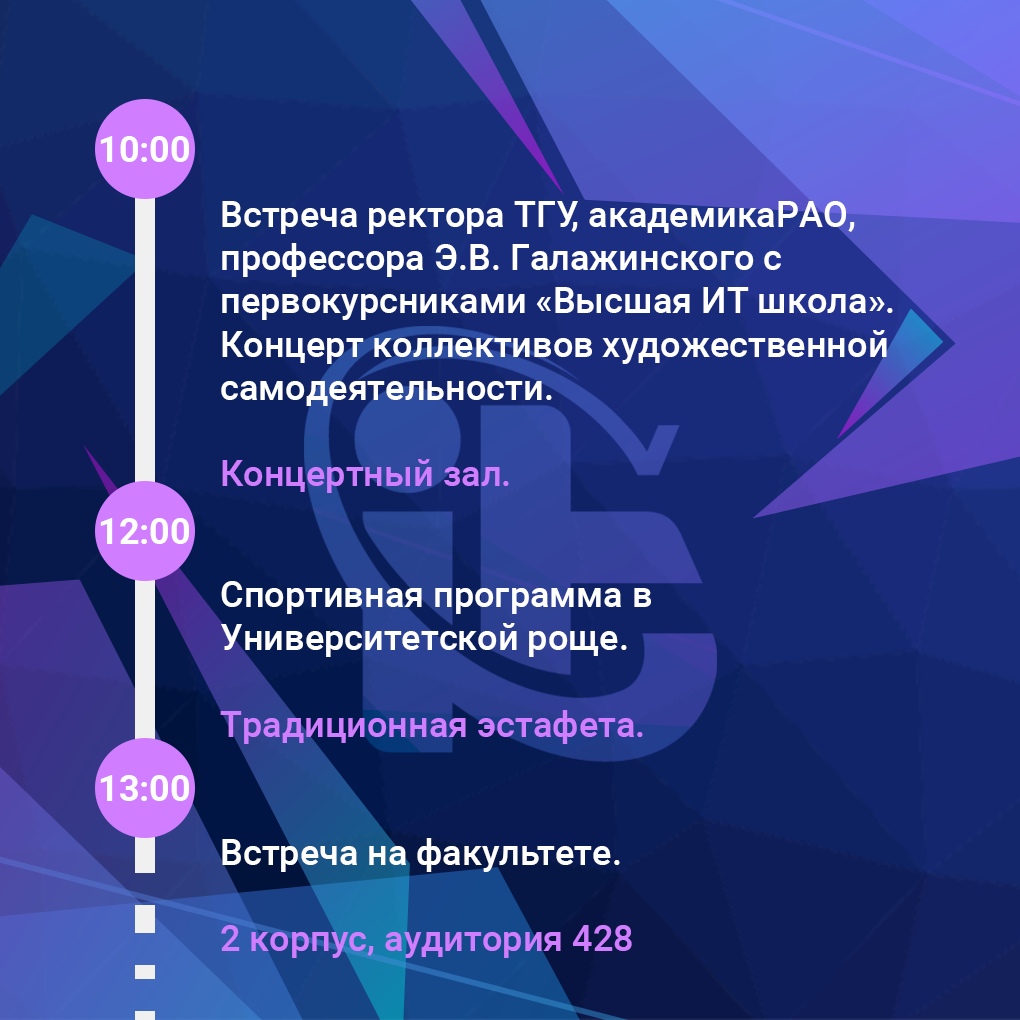 10:00
Встреча ректора ТГУ, академикаРАО,
профессора Э.В. Галажинского с
первокурсниками «Высшая ИТ школа».
Концерт коллективов художественной
самодеятельности.
Концертный зал.
12:00
Спортивная программа в
Университетской роще.
Традиционная эстафета.
13:00
Встреча на факультете.
2 корпус, аудитория 428